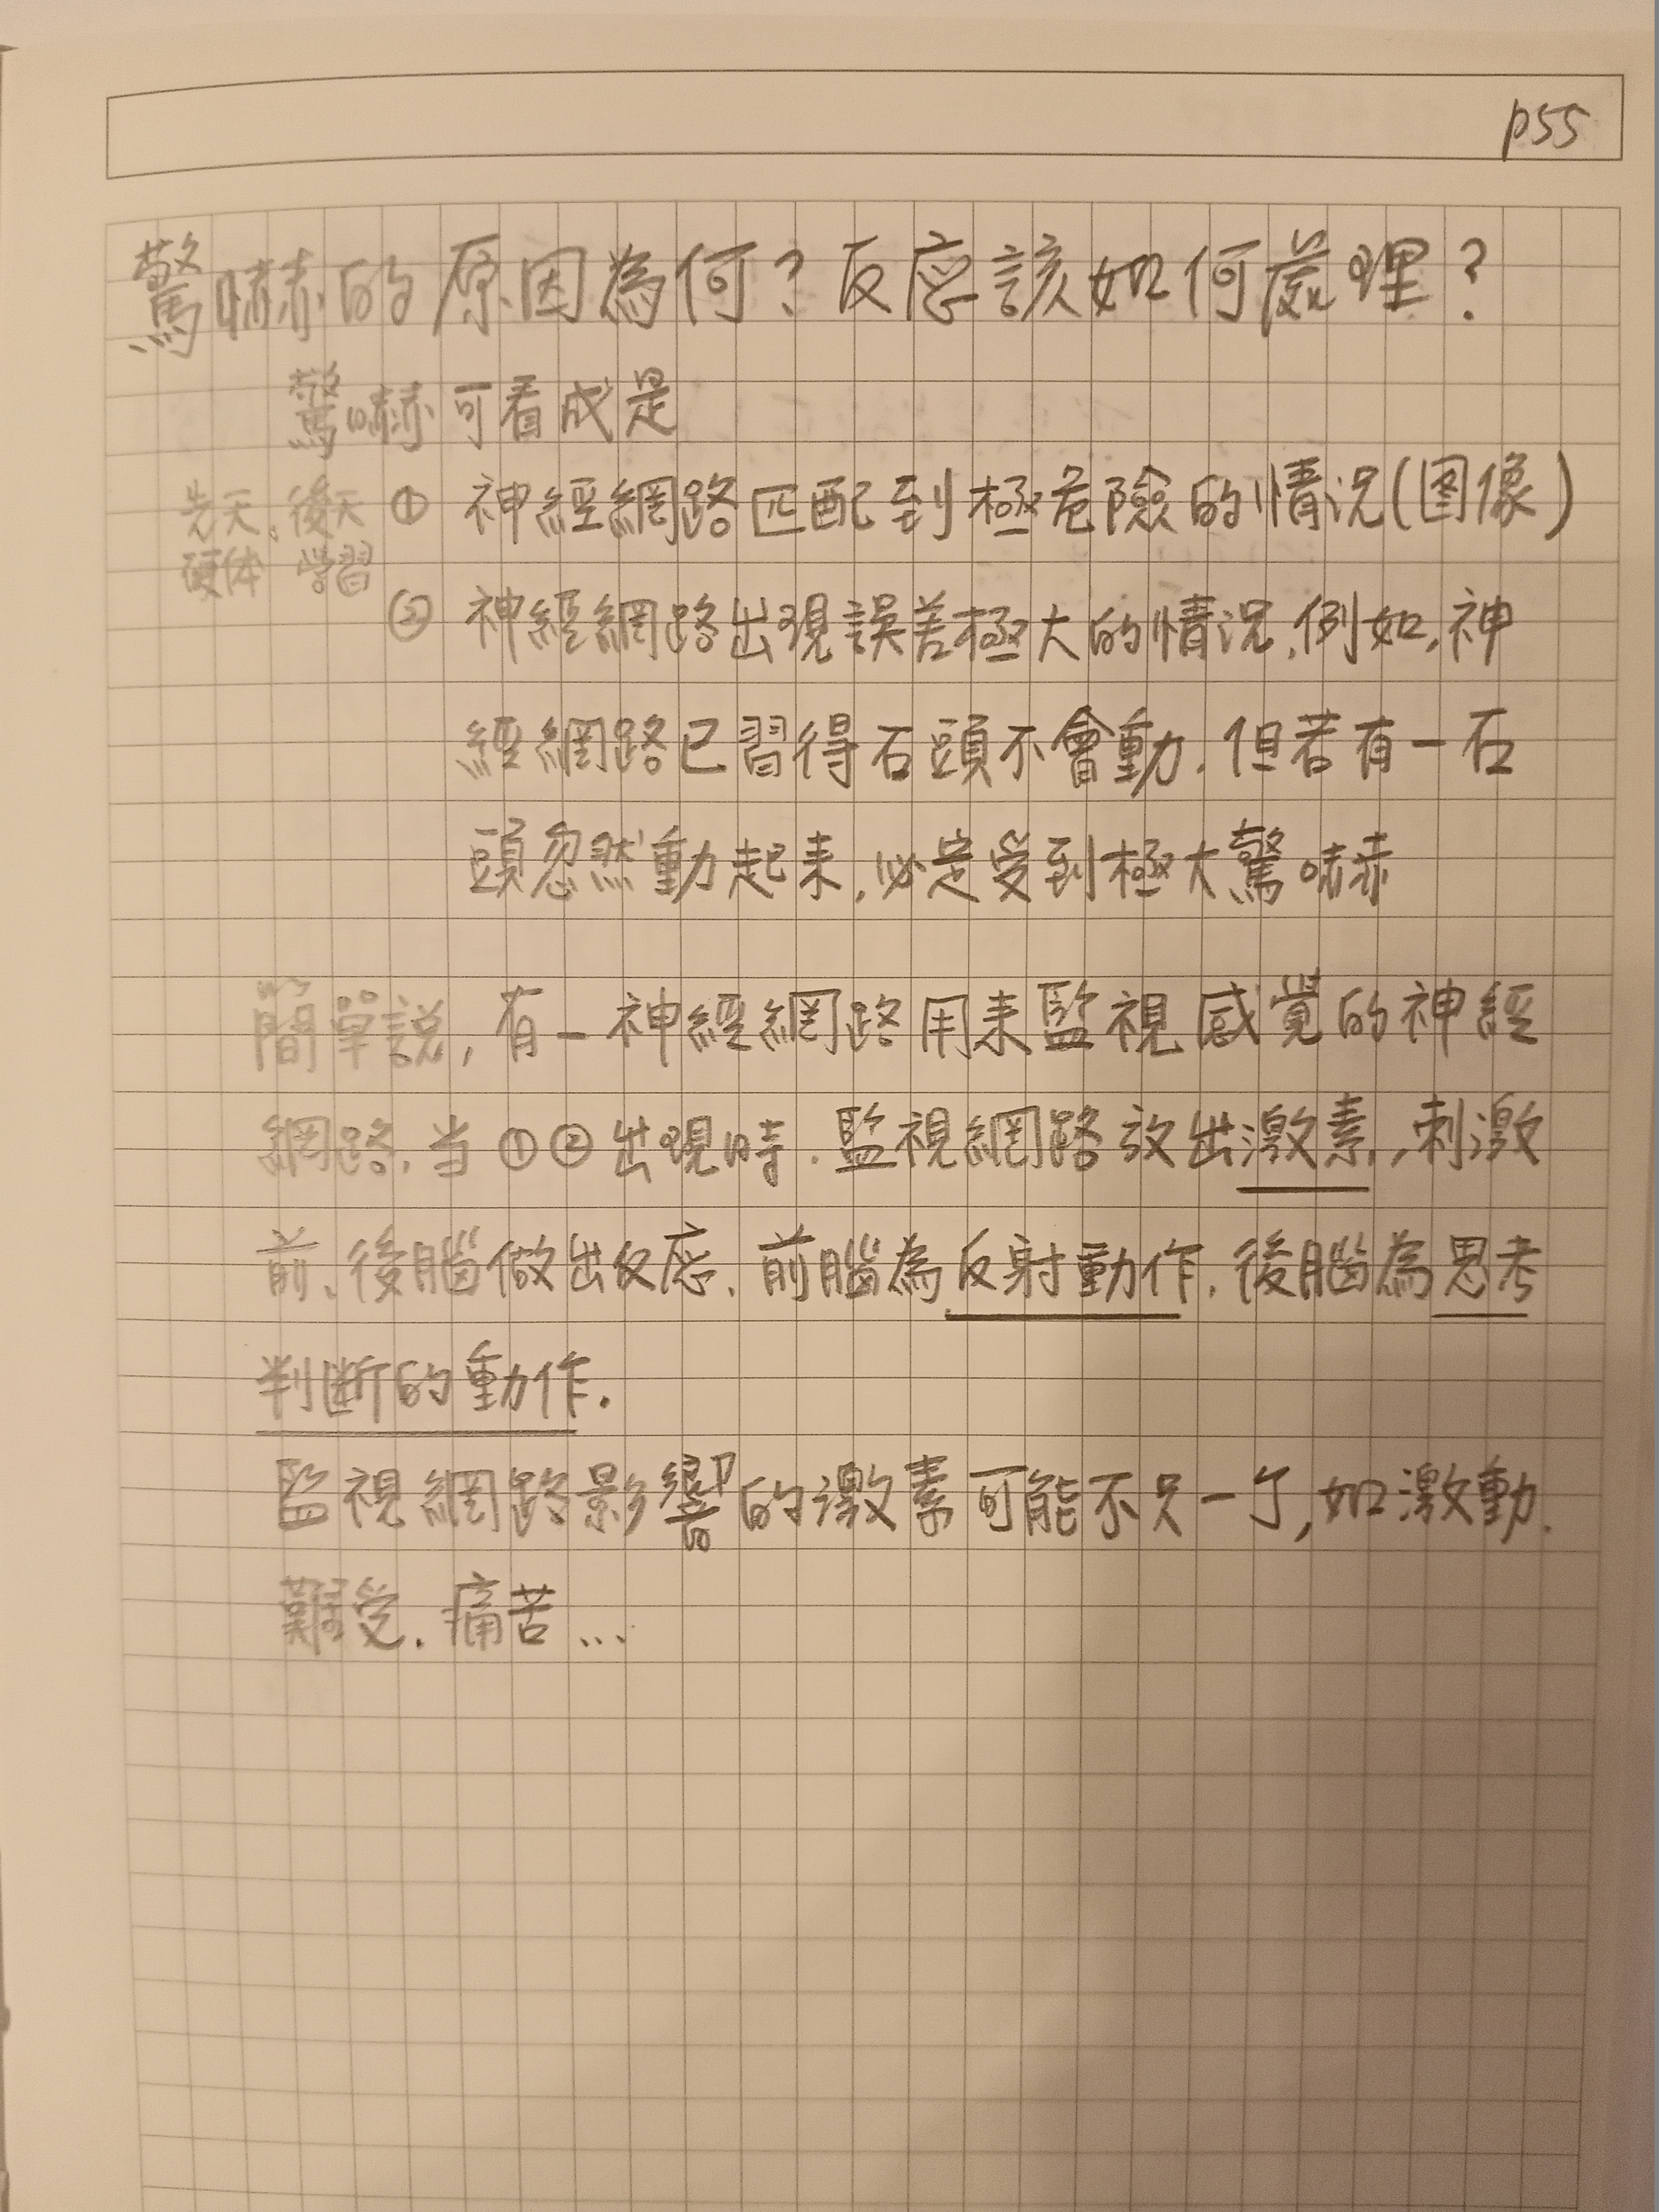 p55
驚嚇的原因為何？反應該如何處理？
驚嚇可看成是
先天、後天 ① 神經網路匹配到極危險的情況(图像)
硬体 學習
② 神經網路出現誤差極大的情況,例如,神
經網路已習得石頭不會動,但若有一石
頭忽然動起來,必定受到極大驚嚇
簡單說,有一神經網路用來監視感覺的神經
網路,当①②出現時,監視網路放出激素,刺激
前、後腦做出反應,前腦為反射動作,後腦為思考
判斷的動作.
監視網路影響的激素可能不只一个,如激動.
難受.痛苦...